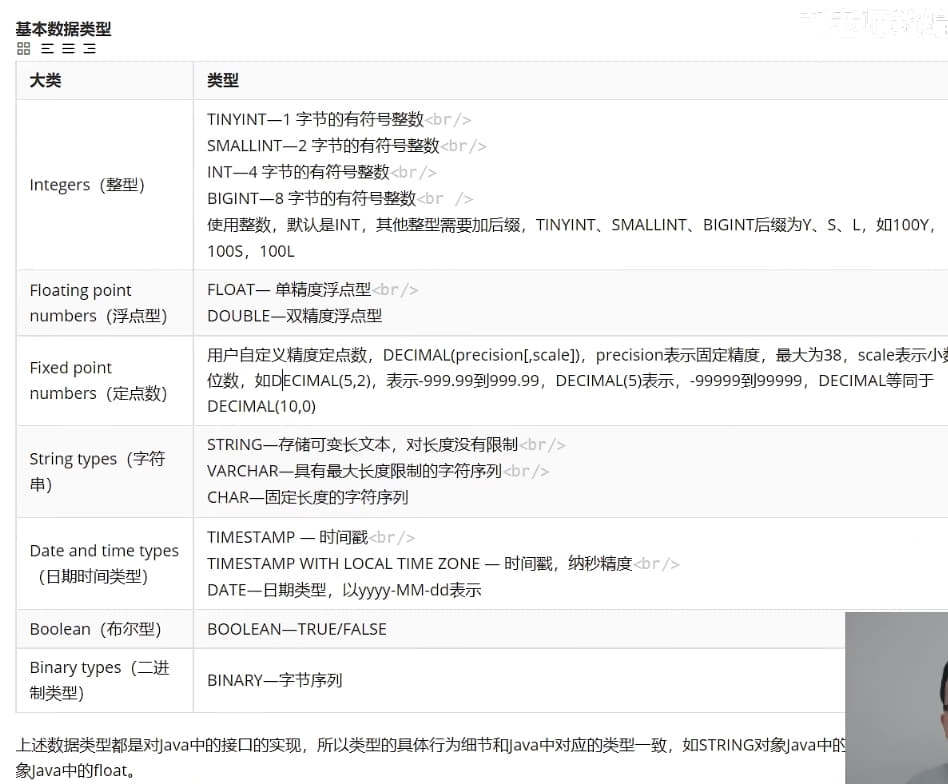 基本数据类型
大类
类型
Integers（整型）
TINYINT—1 字节的有符号整数<br/>
SMALLINT—2 字节的有符号整数<br/>
INT—4 字节的有符号整数<br/>
BIGINT—8 字节的有符号整数<br />
使用整数，默认是INT，其他整型需要加后缀，TINYINT、SMALLINT、BIGINT后缀为Y、S、L，如100Y，
100S，100L
Floating point
numbers（浮点型）
FLOAT— 单精度浮点型<br/>
DOUBLE—双精度浮点型
Fixed point
numbers（定点数）
用户自定义精度定点数，DECIMAL(precision[,scale])，precision表示固定精度，最大为38，scale表示小数
位数，如DECIMAL(5,2)，表示-999.99到999.99，DECIMAL(5)表示，-99999到99999，DECIMAL等同于
DECIMAL(10,0)
String types（字符
串）
STRING—存储可变长文本，对长度没有限制<br/>
VARCHAR—具有最大长度限制的字符序列<br/>
CHAR—固定长度的字符序列
Date and time types
（日期时间类型）
TIMESTAMP — 时间戳<br/>
TIMESTAMP WITH LOCAL TIME ZONE — 时间戳，纳秒精度<br/>
DATE—日期类型，以yyyy-MM-dd表示
Boolean（布尔型）
BOOLEAN—TRUE/FALSE
Binary types（二进
制类型）
BINARY—字节序列
上述数据类型都是对Java中的接口的实现，所以类型的具体行为细节和Java中对应的类型一致，如STRING对象Java中的
象Java中的float。